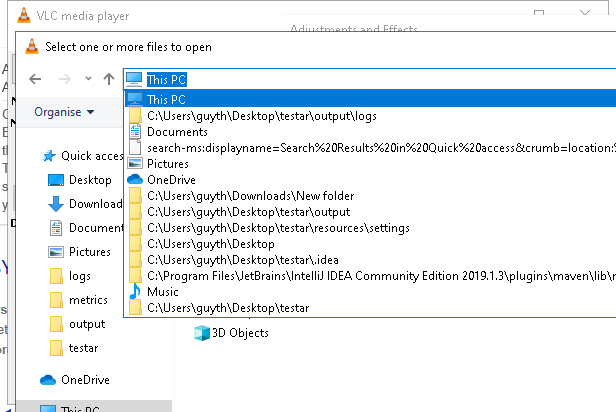 VLC media player
Adjustments and Effects
Select one or more files to open
This PC
Organise
This PC
C:\Users\guyth\Desktop\testar\output\logs
Documents
search-ms:displayname=Search%20Results%20in%20Quick%20access&crumb=location:
Pictures
OneDrive
C:\Users\guyth\Downloads\New folder
C:\Users\guyth\Desktop\testar\output
C:\Users\guyth\Desktop\testar\resources\settings
C:\Users\guyth\Desktop
C:\Users\guyth\Desktop\testar\.idea
C:\Program Files\JetBrains\IntelliJ IDEA Community Edition 2019.1.3\plugins\maven\lib\
Music
C:\Users\guyth\Desktop\testar
Quick acces
Desktop
Download
Document
Pictures
logs
metrics
output
testar
OneDrive
This PC
3D Objects